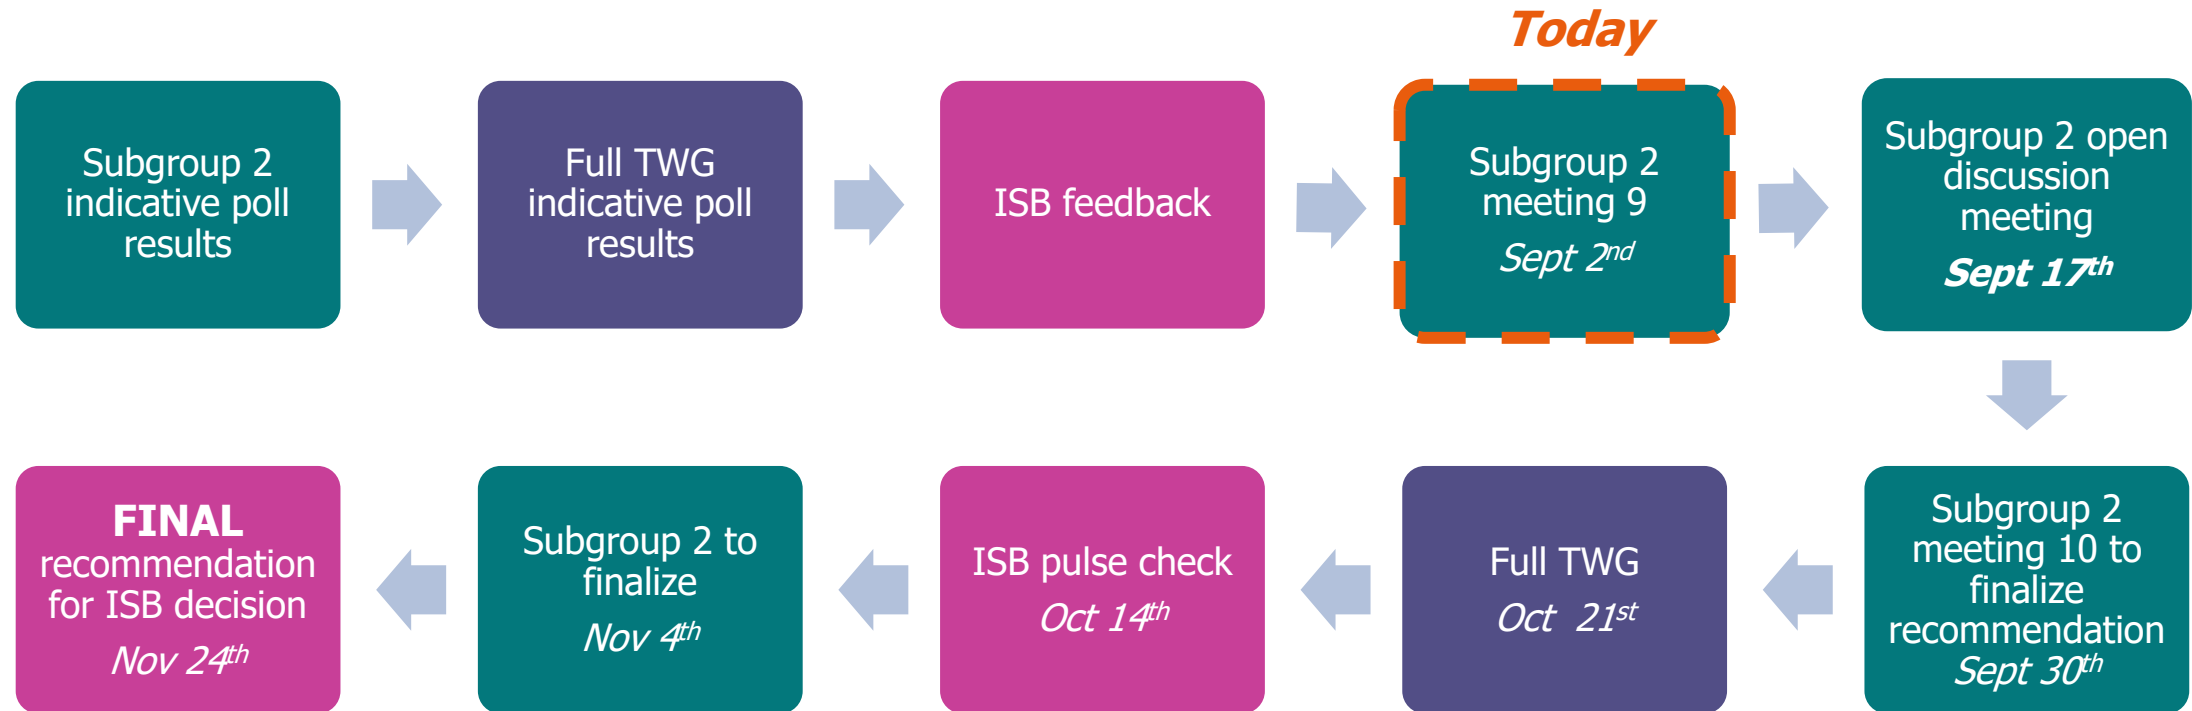 Today
Subgroup 2
indicative poll
results
Full TWG
indicative poll
results
ISB feedback
Subgroup 2
meeting 9
Sept 2nd
Subgroup 2 open
discussion
meeting
Sept 17th
Subgroup 2
meeting 10 to
finalize
recommendation
Sept 30th
Full TWG
Oct 21st
ISB pulse check
Oct 14th
Subgroup 2 to
finalize
Nov 4th
FINAL
recommendation
for ISB decision
Nov 24th